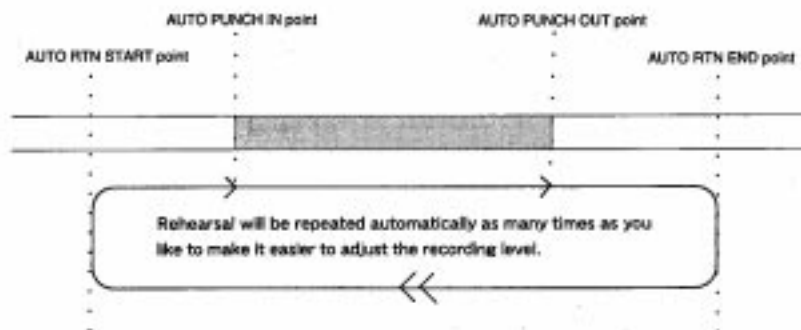 AUTO PUNCH IN point
AUTO PUNCH OUT point
AUTO RTN START point
AUTO RTN END point
Rehearsal will be repeated automatically as many times as you
like to make it easier to adjust the recording level.